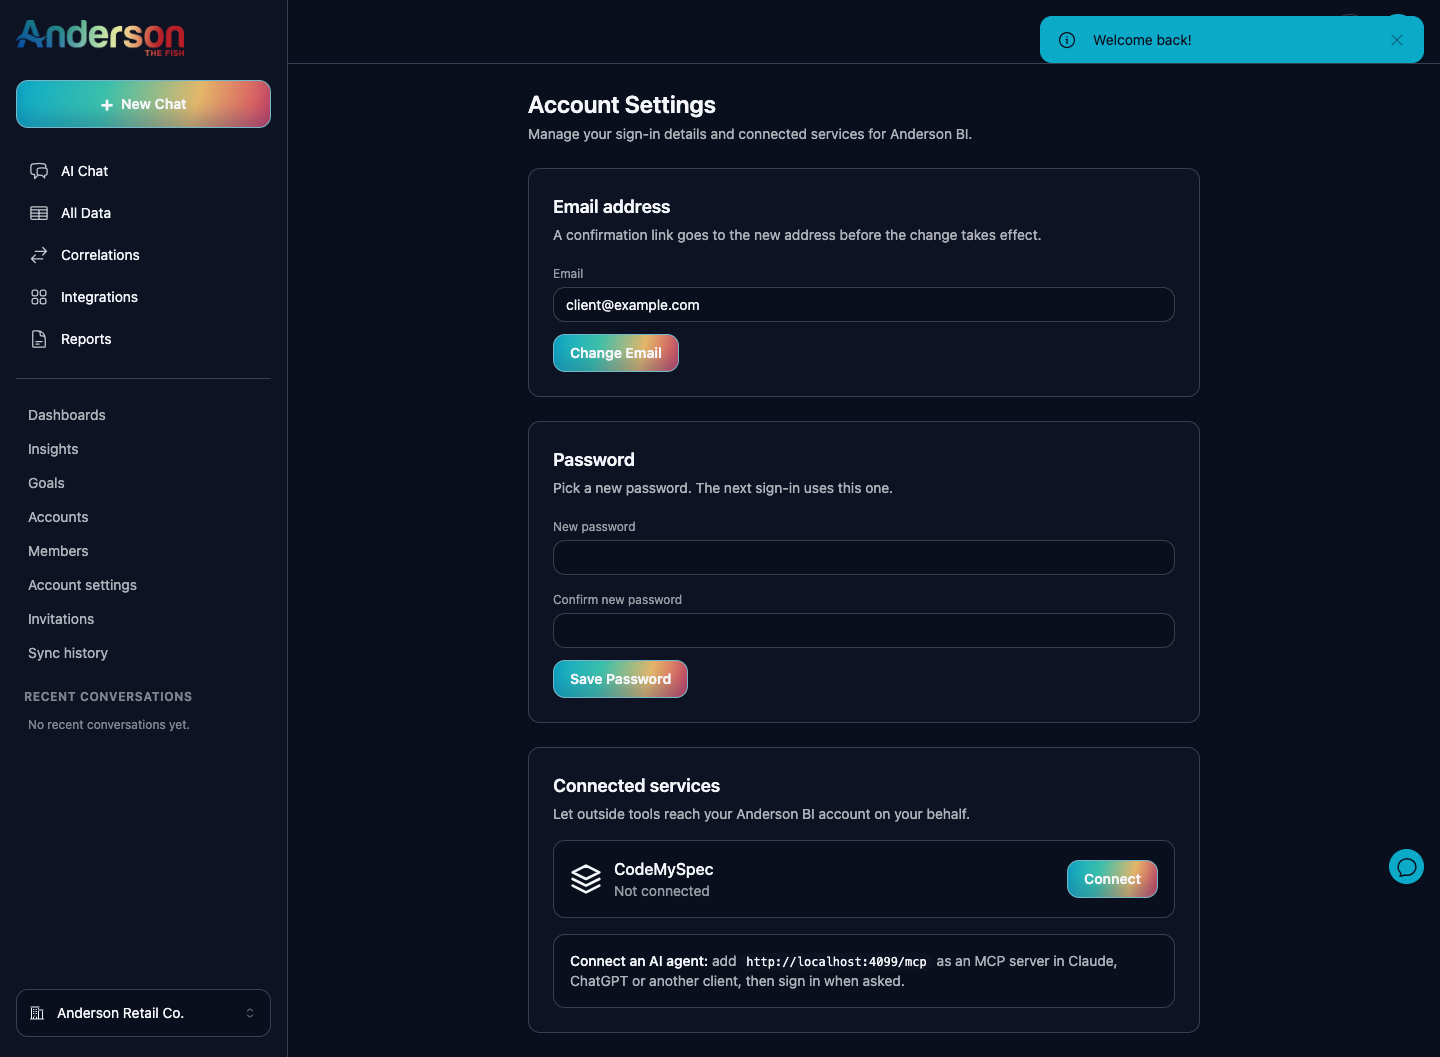 Anderson
THE FISH
New Chat
AI Chat
All Data
Correlations
Integrations
Reports
Dashboards
Insights
Goals
Accounts
Members
Account settings
Invitations
Sync history
RECENT CONVERSATIONS
No recent conversations yet.
Anderson Retail Co.
Welcome back!
Account Settings
Manage your sign-in details and connected services for Anderson BI.
Email address
A confirmation link goes to the new address before the change takes effect.
Email
client@example.com
Change Email
Password
Pick a new password. The next sign-in uses this one.
New password
Confirm new password
Save Password
Connected services
Let outside tools reach your Anderson BI account on your behalf.
CodeMySpec
Not connected
Connect
Connect an AI agent: add http://localhost:4099/mcp as an MCP server in Claude,
ChatGPT or another client, then sign in when asked.